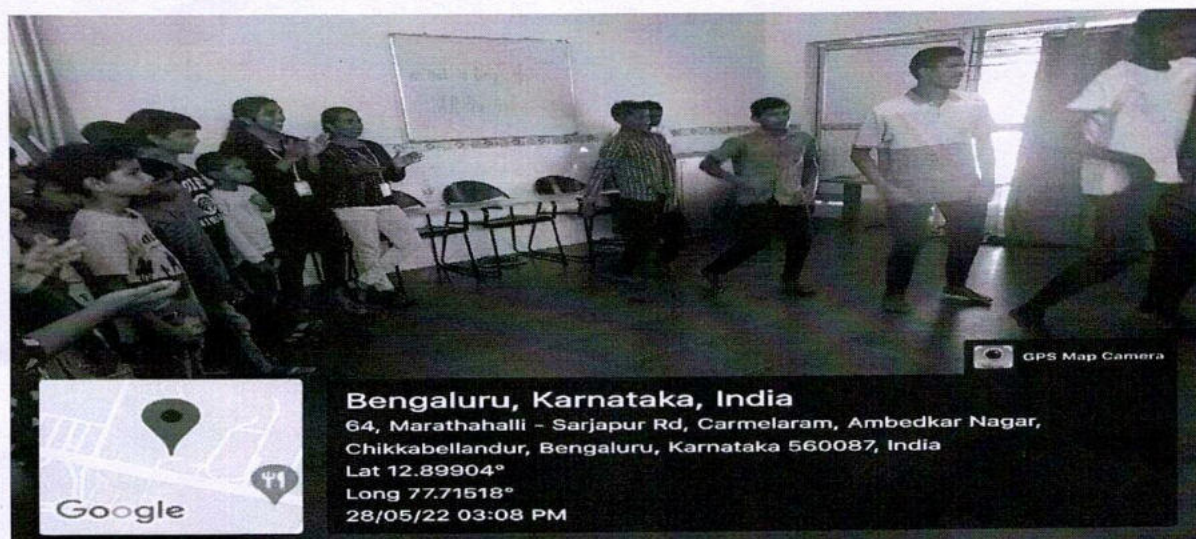 GPS Map Camera
Bengaluru, Karnataka, India
64, Marathahalli - Sarjapur Rd, Carmelaram, Ambedkar Nagar,
Chikkabellandur, Bengaluru, Karnataka 560087, India
Lat 12.89904°
Long 77.71518°
28/05/22 03:08 PM
Google